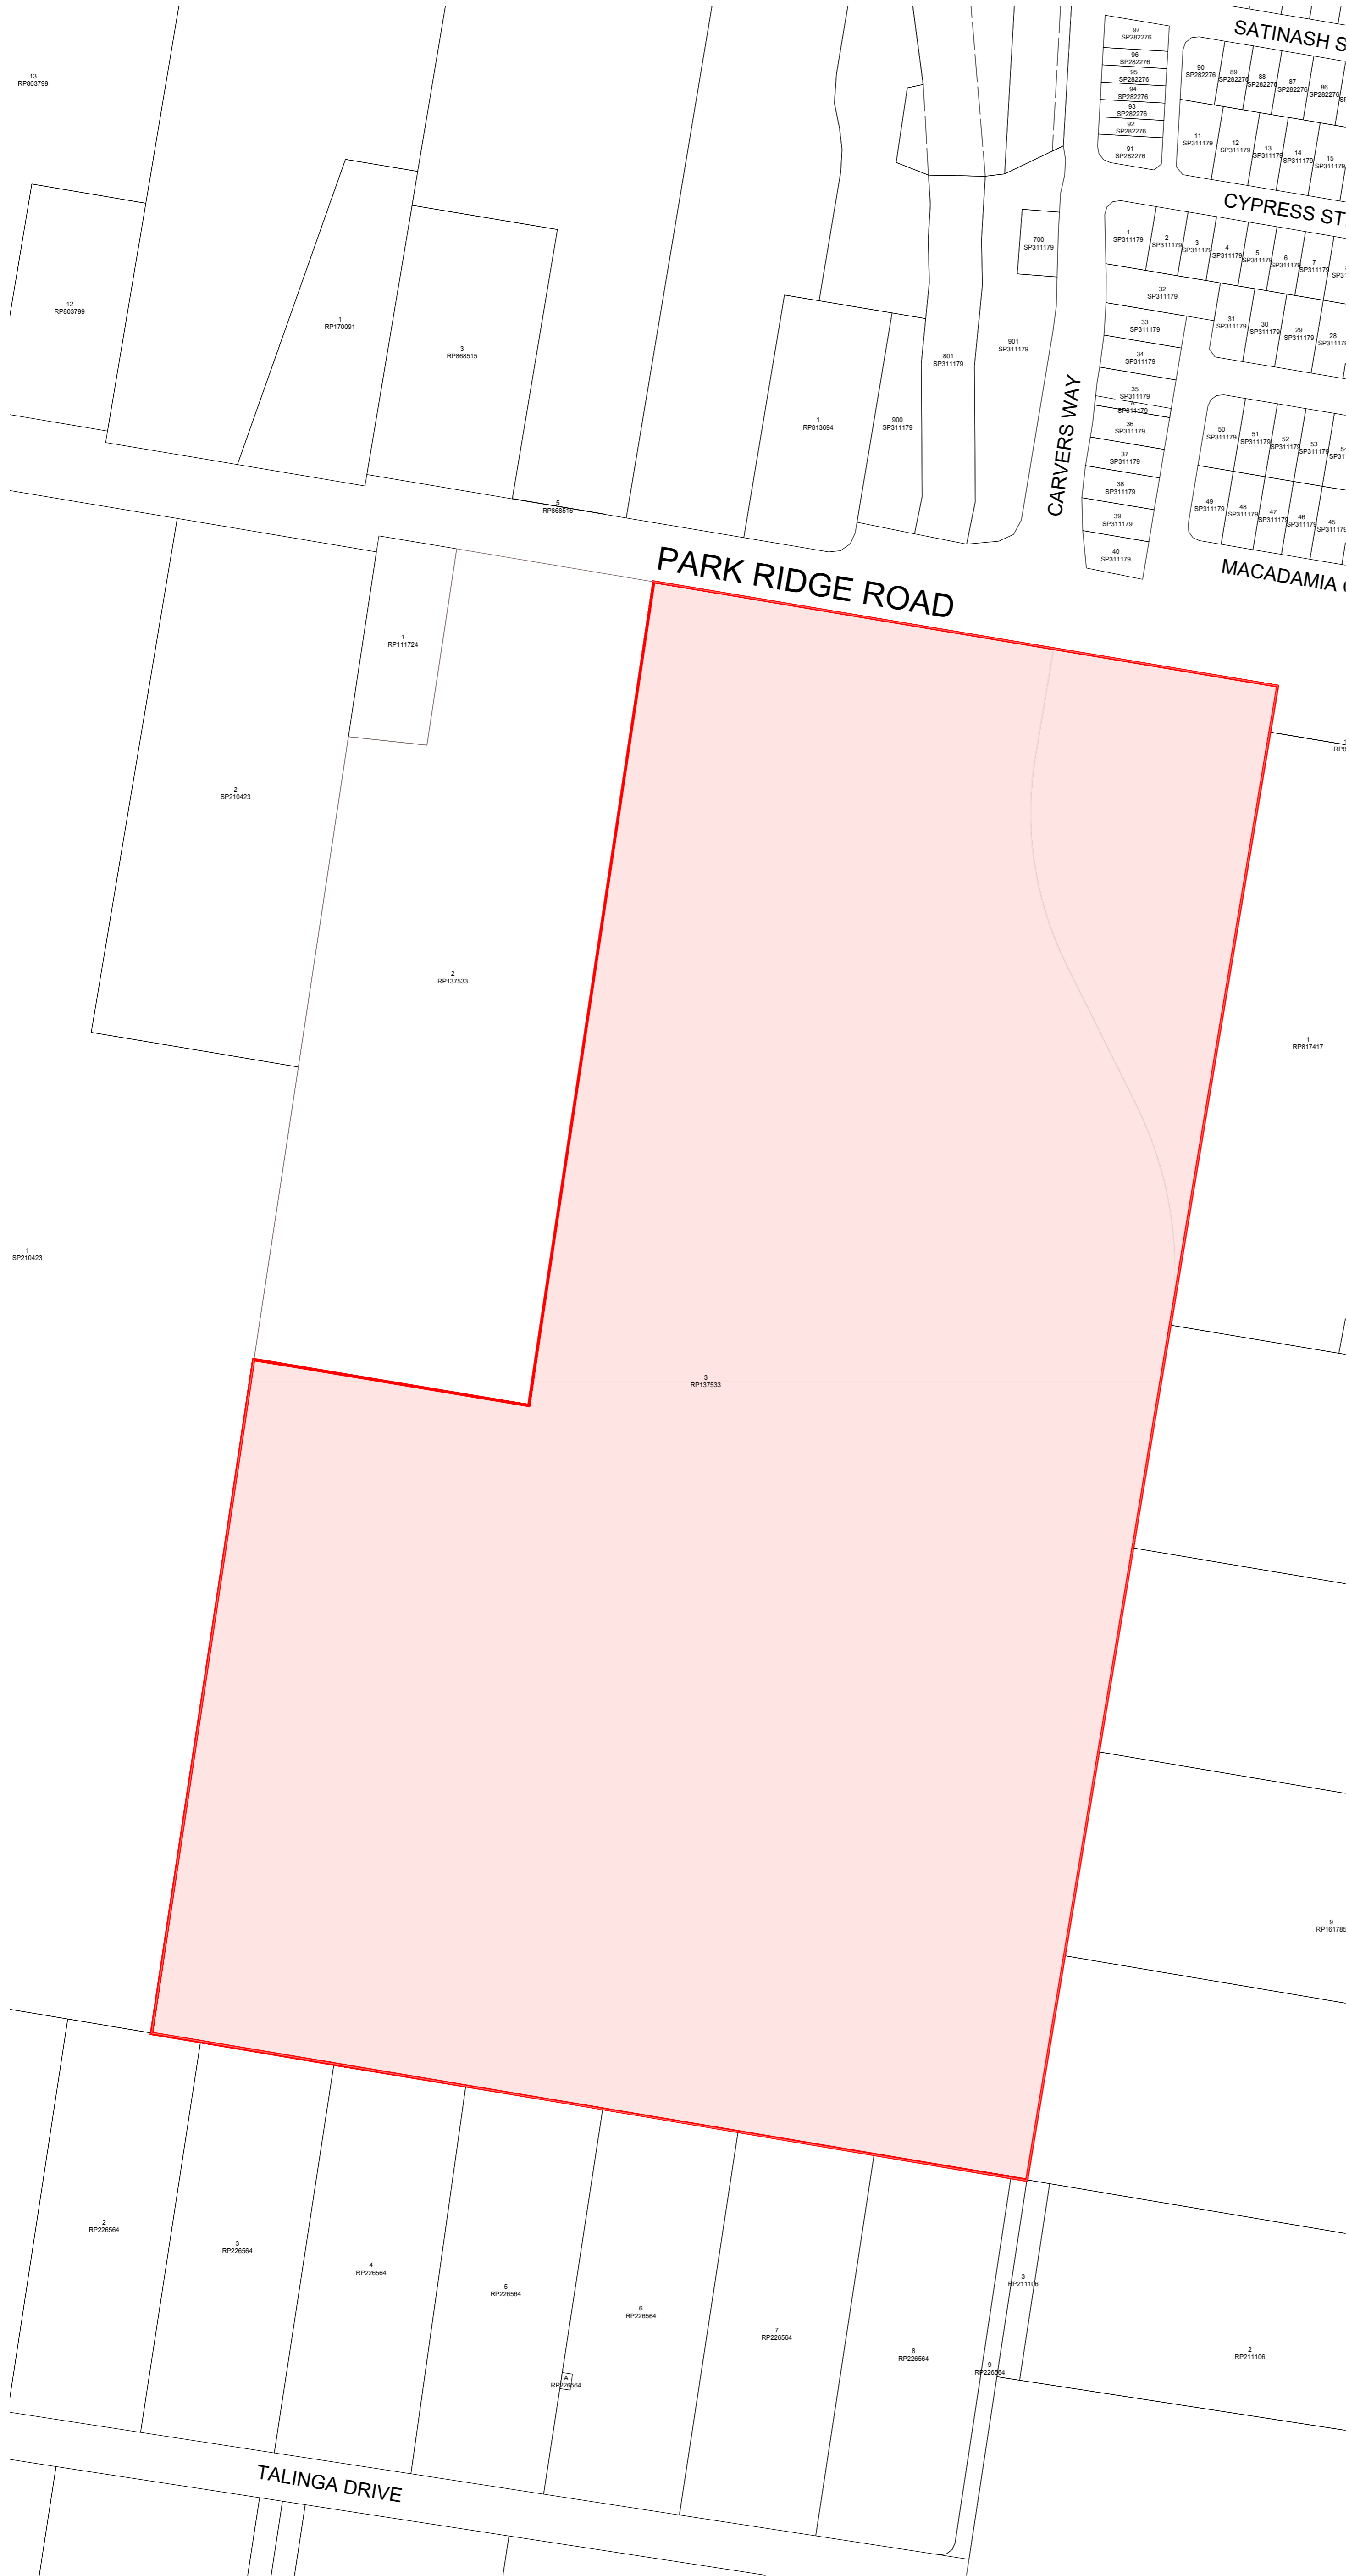 SATINASH S
97
SP282276
96
SP282276
95
SP282276
94
SP282276
93
SP282276
92
SP282276
91
SP282276
90
SP282276
89
SP282276
88
SP282276
87
SP282276
86
SP282276
13
RP803799
11
SP311179
12
SP311179
13
SP311179
14
SP311179
15
SP311179
CYPRESS ST
1
SP311179
2
SP311179
3
SP311179
4
SP311179
5
SP311179
6
SP311179
7
SP311179
700
SP311179
32
SP311179
12
RP803799
1
RP170091
3
RP868515
33
SP311179
31
SP311179
30
SP311179
29
SP311179
28
SP311179
801
SP311179
901
SP311179
34
SP311179
35
SP311179
A
SP311179
36
SP311179
1
RP813694
900
SP311179
CARVERS WAY
50
SP311179
51
SP311179
52
SP311179
53
SP311179
54
SP31
37
SP311179
38
SP311179
39
SP311179
40
SP311179
49
SP311179
48
SP311179
47
SP311179
46
SP311179
45
SP311179
5
RP868515
PARK RIDGE ROAD
MACADAMIA
1
RP111724
2
SP210423
2
RP137533
1
RP817417
1
SP210423
3
RP137533
9
RP161785
2
RP226564
3
RP226564
4
RP226564
5
RP226564
6
RP226564
7
RP226564
8
RP226564
9
RP226564
3
RP211106
2
RP211106
A
RP226564
TALINGA DRIVE